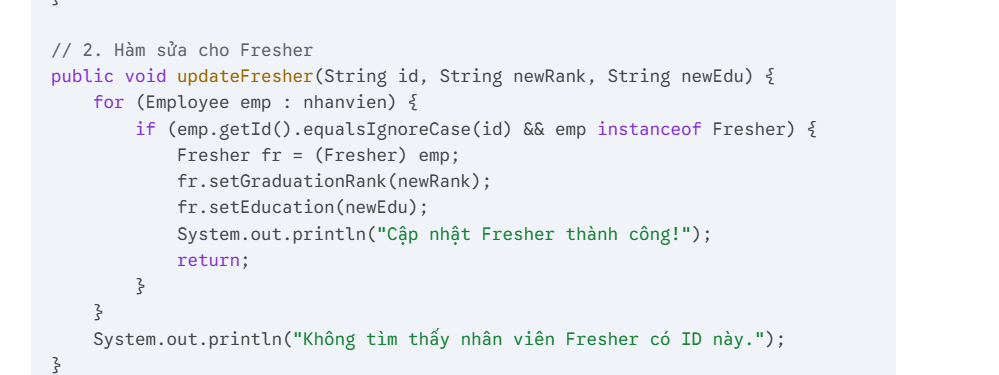 }
// 2. Hàm sửa cho Fresher
public void updateFresher(String id, String newRank, String newEdu) {
    for (Employee emp : nhanvien) {
        if (emp.getId().equalsIgnoreCase(id) && emp instanceof Fresher) {
            Fresher fr = (Fresher) emp;
            fr.setGraduationRank(newRank);
            fr.setEducation(newEdu);
            System.out.println("Cập nhật Fresher thành công!");
            return;
        }
    }
    System.out.println("Không tìm thấy nhân viên Fresher có ID này.");
}